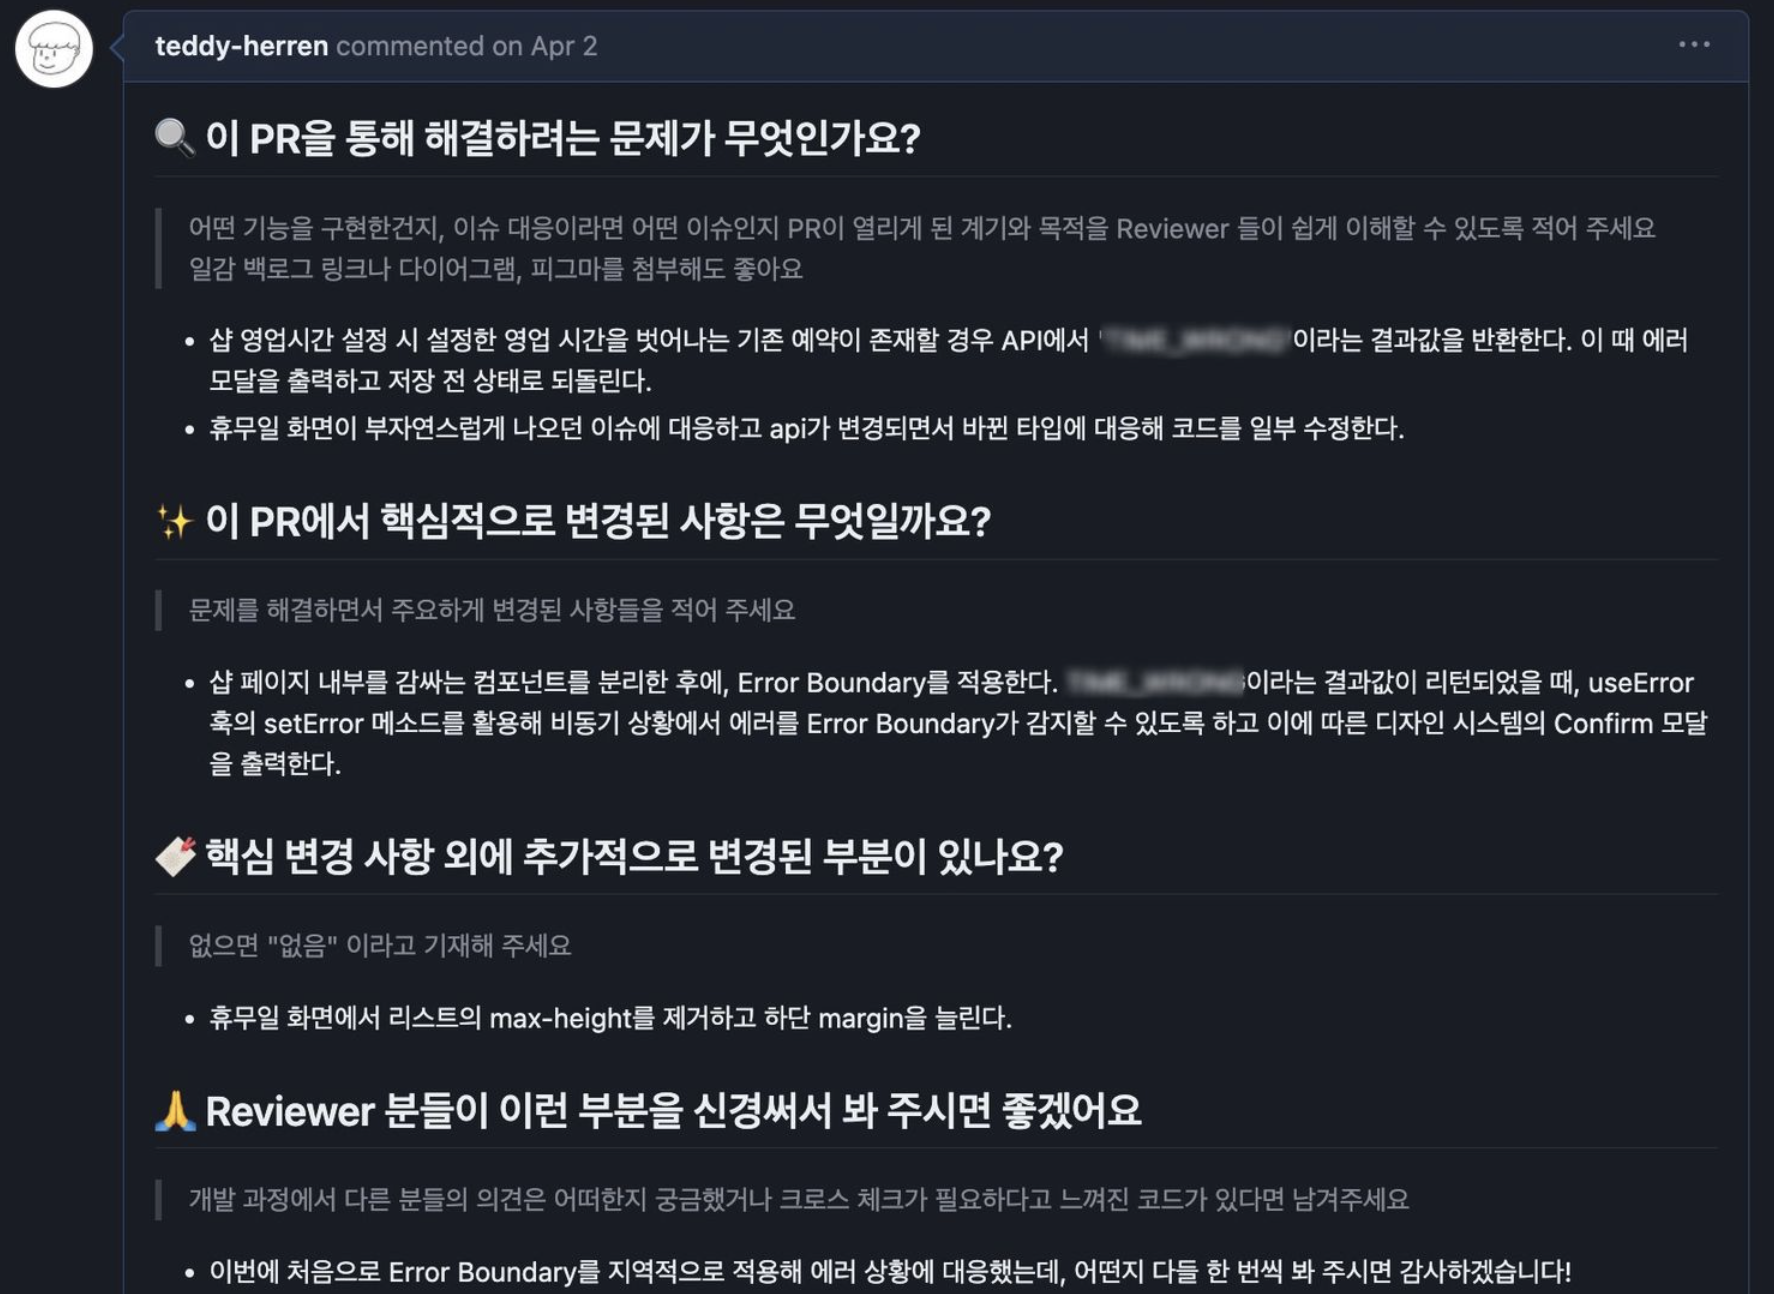 teddy-herren commented on Apr 2
이 PR을 통해 해결하려는 문제가 무엇인가요?
어떤 기능을 구현한건지, 이슈 대응이라면 어떤 이슈인지 PR이 열리게 된 계기와 목적을 Reviewer 들이 쉽게 이해할 수 있도록 적어 주세요
일감 백로그 링크나 다이어그램, 피그마를 첨부해도 좋아요
• 샵 영업시간 설정 시 설정한 영업 시간을 벗어나는 기존 예약이 존재할 경우 API에서 이라는 결과값을 반환한다. 이 때 에러
모달을 출력하고 저장 전 상태로 되돌린다.
• 휴무일 화면이 부자연스럽게 나오던 이슈에 대응하고 api가 변경되면서 바뀐 타입에 대응해 코드를 일부 수정한다.
✨ 이 PR에서 핵심적으로 변경된 사항은 무엇일까요?
문제를 해결하면서 주요하게 변경된 사항들을 적어 주세요
• 샵 페이지 내부를 감싸는 컴포넌트를 분리한 후에, Error Boundary를 적용한다. 이라는 결과값이 리턴되었을 때, useError
훅의 setError 메소드를 활용해 비동기 상황에서 에러를 Error Boundary가 감지할 수 있도록 하고 이에 따른 디자인 시스템의 Confirm 모달
을 출력한다.
핵심 변경 사항 외에 추가적으로 변경된 부분이 있나요?
없으면 "없음" 이라고 기재해 주세요
• 휴무일 화면에서 리스트의 max-height를 제거하고 하단 margin을 늘린다.
🙏 Reviewer 분들이 이런 부분을 신경써서 봐 주시면 좋겠어요
개발 과정에서 다른 분들의 의견은 어떠한지 궁금했거나 크로스 체크가 필요하다고 느껴진 코드가 있다면 남겨주세요
• 이번에 처음으로 Error Boundary를 지역적으로 적용해 에러 상황에 대응했는데, 어떤지 다들 한 번씩 봐 주시면 감사하겠습니다!